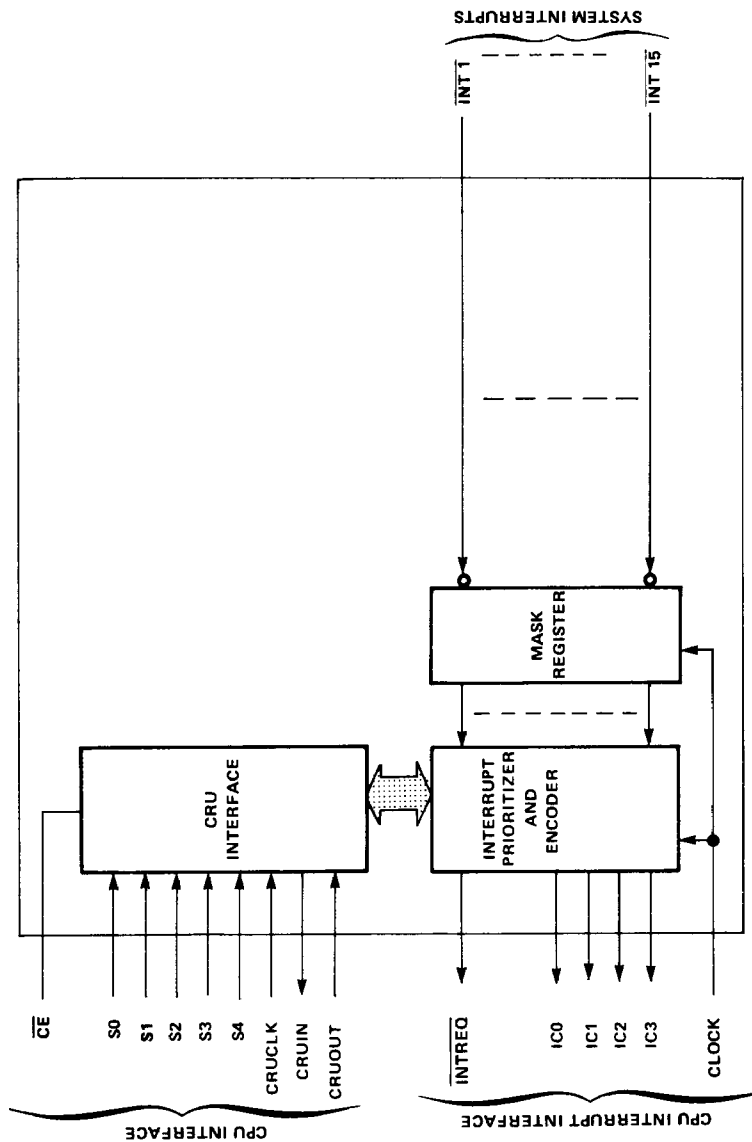 CPU INTERFACE
CE
S0
S1
S2
S3
S4
CRUCLK
CRUIN
CRUOUT
CRU
INTERFACE
CPU INTERRUPT INTERFACE
INTREQ
IC0
IC1
IC2
IC3
CLOCK
INTERRUPT
PRIORITIZER
AND
ENCODER
MASK
REGISTER
INT 1
INT 15
SYSTEM INTERRUPTS